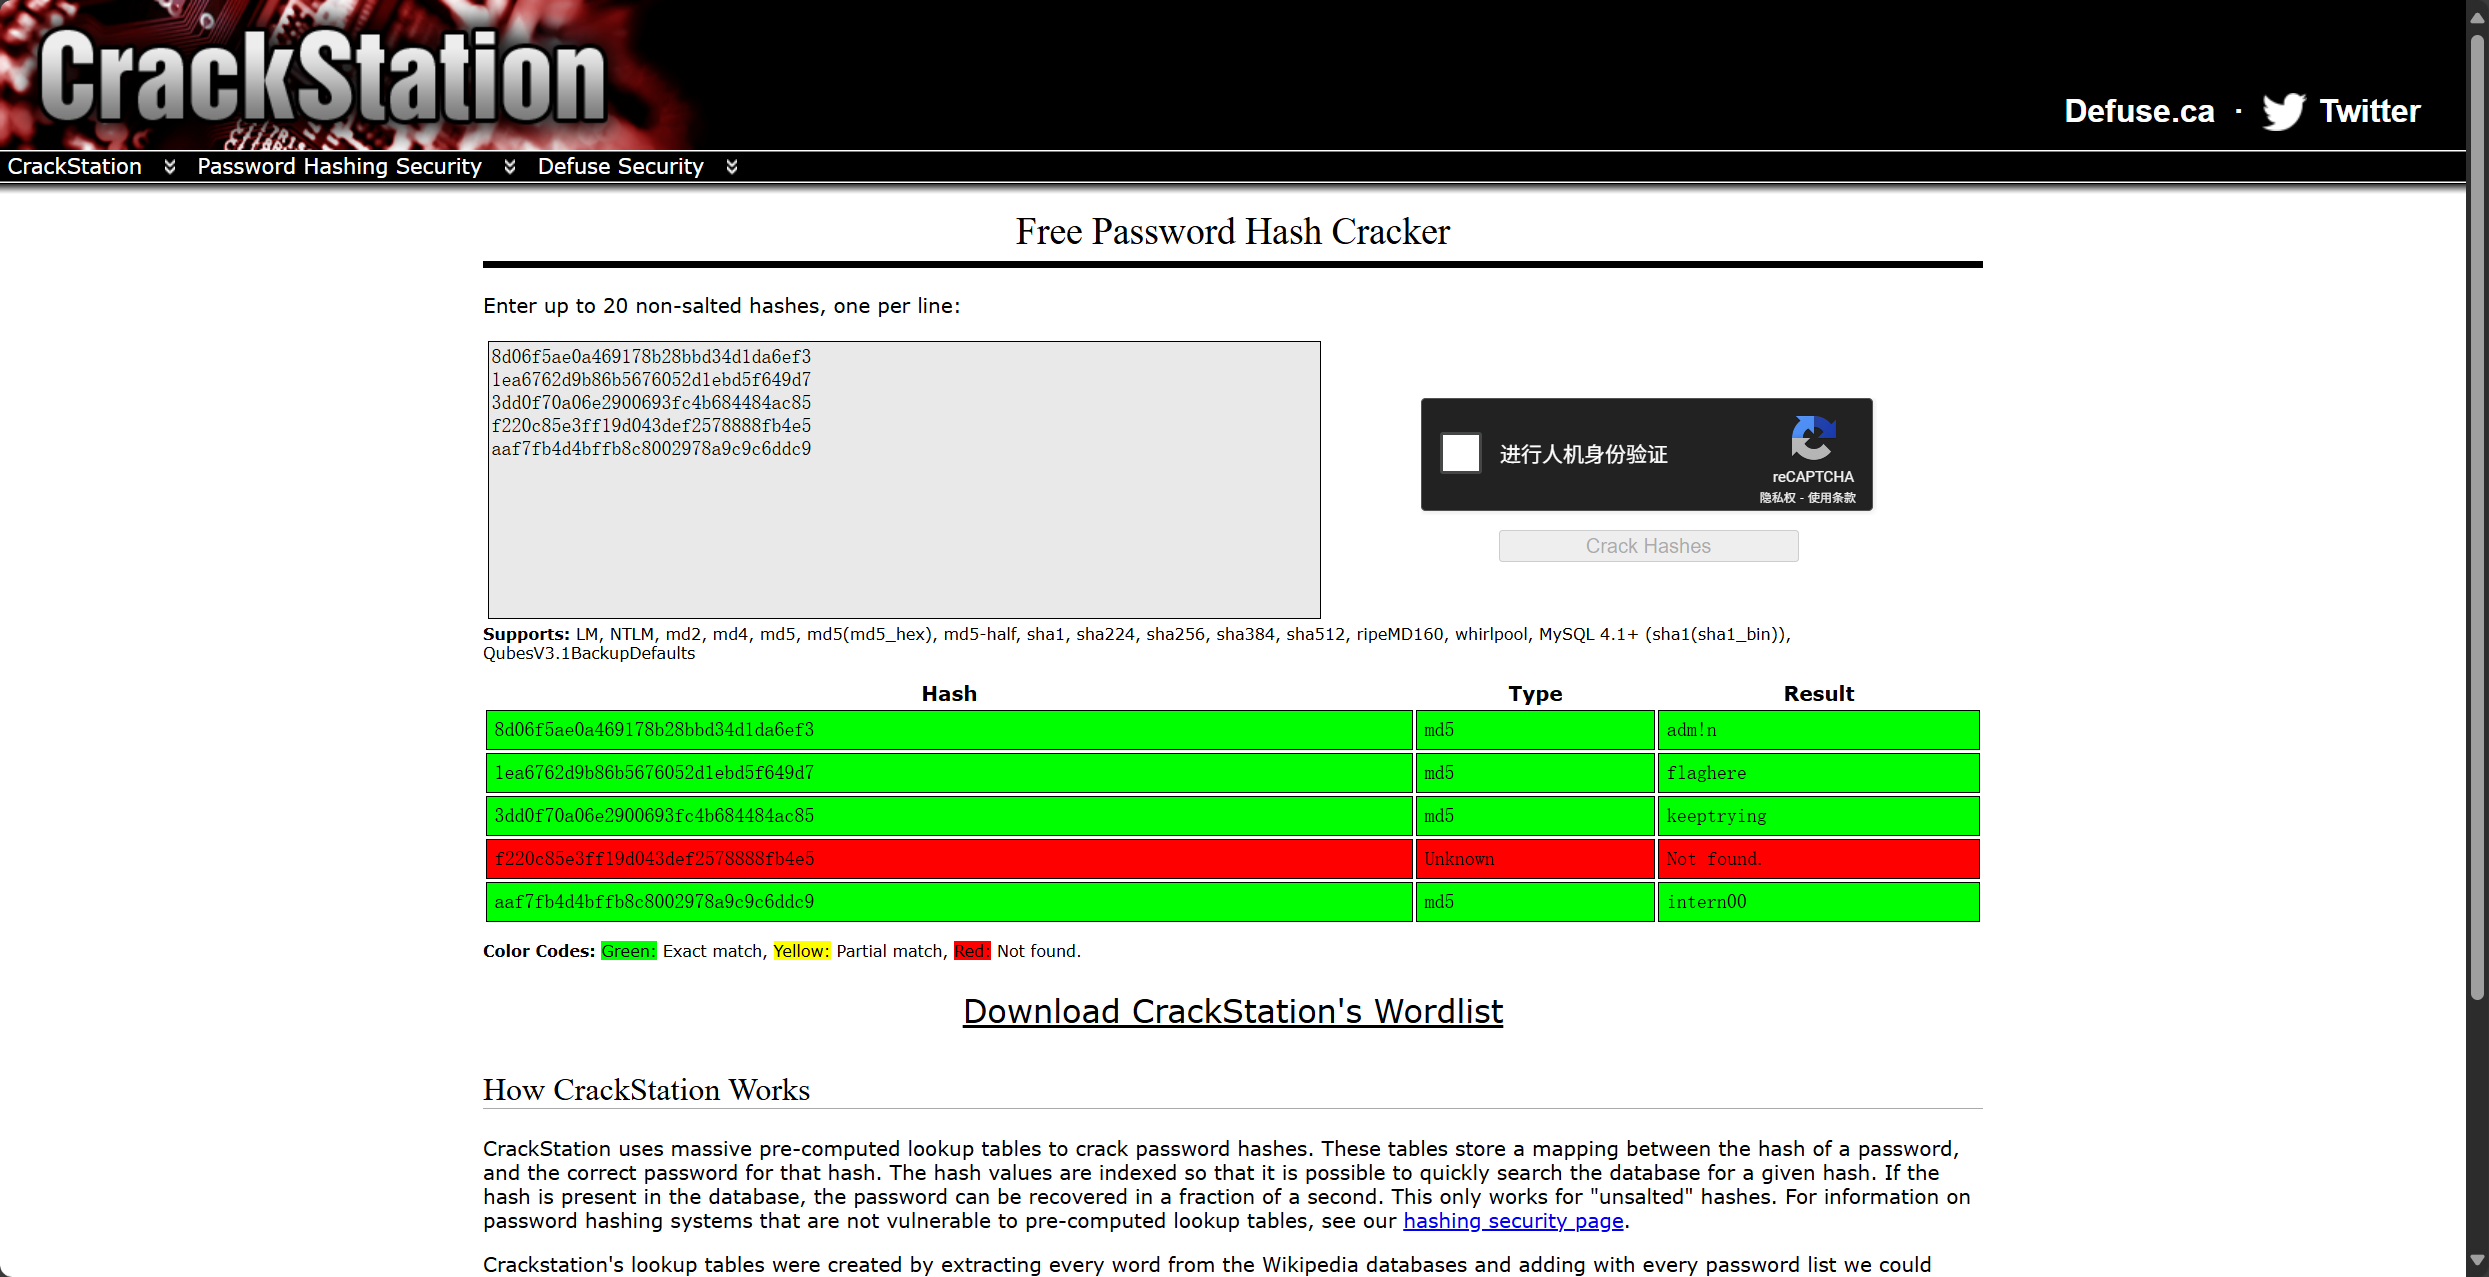 CrackStation
Defuse.ca · Twitter
CrackStation Password Hashing Security Defuse Security
Free Password Hash Cracker
Enter up to 20 non-salted hashes, one per line:
8d06f5ae0a469178b28bbd34d1da6ef3
1ea6762d9b86b5676052d1ebd5f649d7
3dd0f70a06e2900693fc4b684484ac85
f220c85e3ff19d043def2578888fb4e5
aaf7fb4d4bffb8c8002978a9c9c6ddc9
进行人机身份验证
reCAPTCHA
隐私权 - 使用条款
Crack Hashes
Supports: LM, NTLM, md2, md4, md5, md5(md5_hex), md5-half, sha1, sha224, sha256, sha384, sha512, ripeMD160, whirlpool, MySQL 4.1+ (sha1(sha1_bin)),
QubesV3.1BackupDefaults
Hash Type Result
8d06f5ae0a469178b28bbd34d1da6ef3 md5 adm!n
1ea6762d9b86b5676052d1ebd5f649d7 md5 flaghere
3dd0f70a06e2900693fc4b684484ac85 md5 keeptrying
f220c85e3ff19d043def2578888fb4e5 Unknown Not found.
aaf7fb4d4bffb8c8002978a9c9c6ddc9 md5 intern00
Color Codes: Green: Exact match, Yellow: Partial match, Red: Not found.
Download CrackStation's Wordlist
How CrackStation Works
CrackStation uses massive pre-computed lookup tables to crack password hashes. These tables store a mapping between the hash of a password,
and the correct password for that hash. The hash values are indexed so that it is possible to quickly search the database for a given hash. If the
hash is present in the database, the password can be recovered in a fraction of a second. This only works for "unsalted" hashes. For information on
password hashing systems that are not vulnerable to pre-computed lookup tables, see our hashing security page.
Crackstation's lookup tables were created by extracting every word from the Wikipedia databases and adding with every password list we could